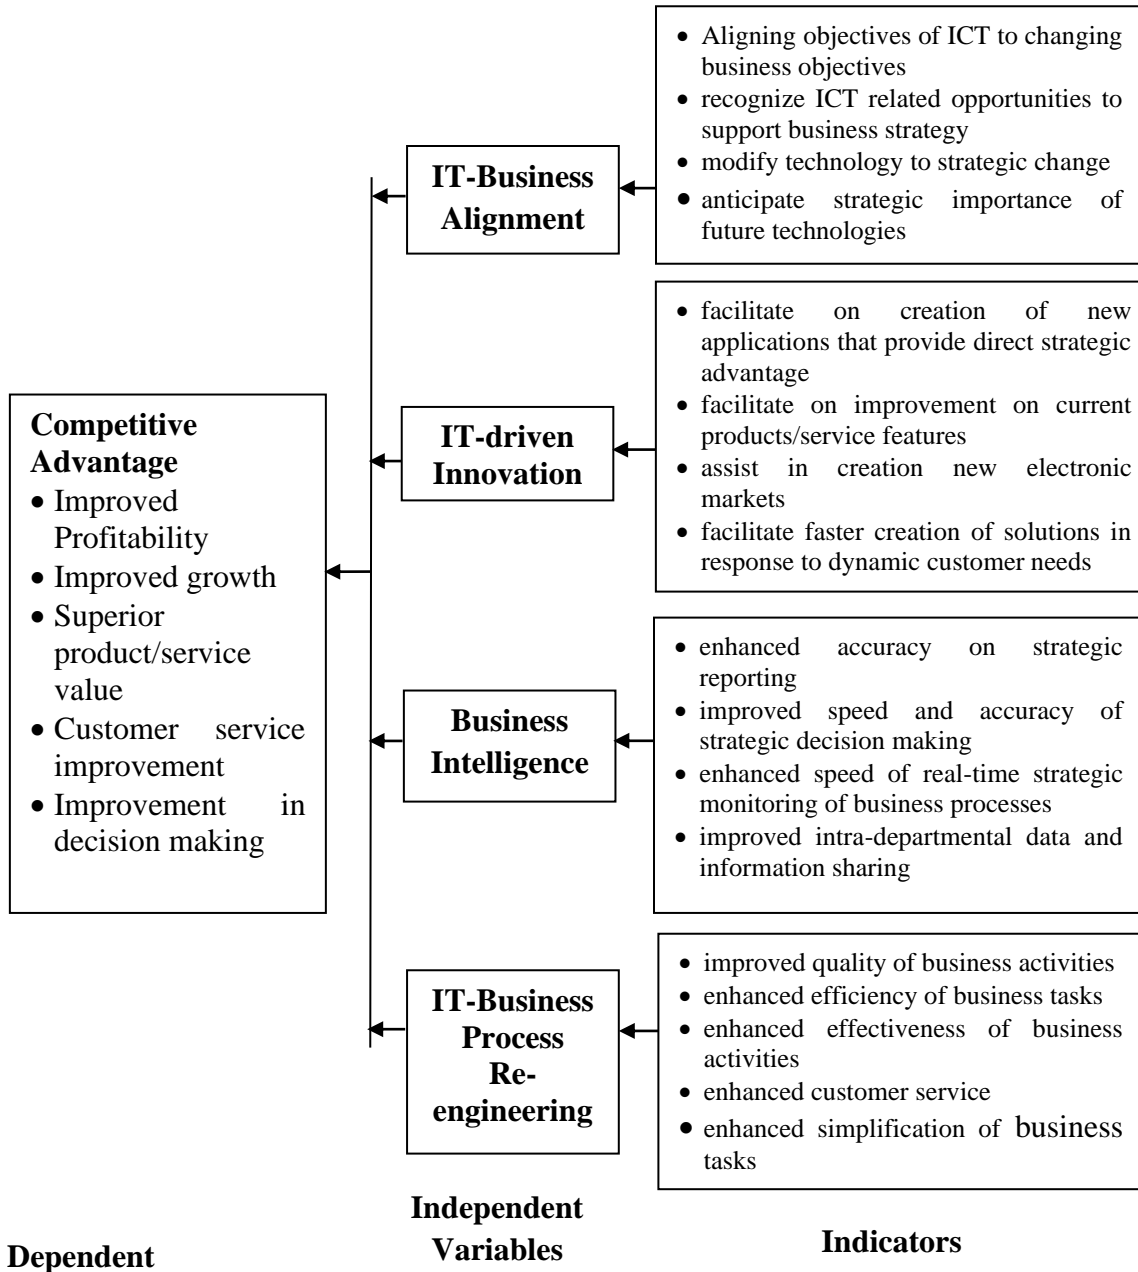 Competitive
Advantage
• Improved
Profitability
• Improved growth
• Superior
product/service
value
• Customer service
improvement
• Improvement in
decision making
IT-Business
Alignment
IT-driven
Innovation
Business
Intelligence
IT-Business
Process
Re-
engineering
• Aligning objectives of ICT to changing
business objectives
• recognize ICT related opportunities to
support business strategy
• modify technology to strategic change
• anticipate strategic importance of
future technologies
• facilitate on creation of new
applications that provide direct strategic
advantage
• facilitate on improvement on current
products/service features
• assist in creation new electronic
markets
• facilitate faster creation of solutions in
response to dynamic customer needs
• enhanced accuracy on strategic
reporting
• improved speed and accuracy of
strategic decision making
• enhanced speed of real-time strategic
monitoring of business processes
• improved intra-departmental data and
information sharing
• improved quality of business activities
• enhanced efficiency of business tasks
• enhanced effectiveness of business
activities
• enhanced customer service
• enhanced simplification of business
tasks
Dependent
Independent
Variables
Indicators